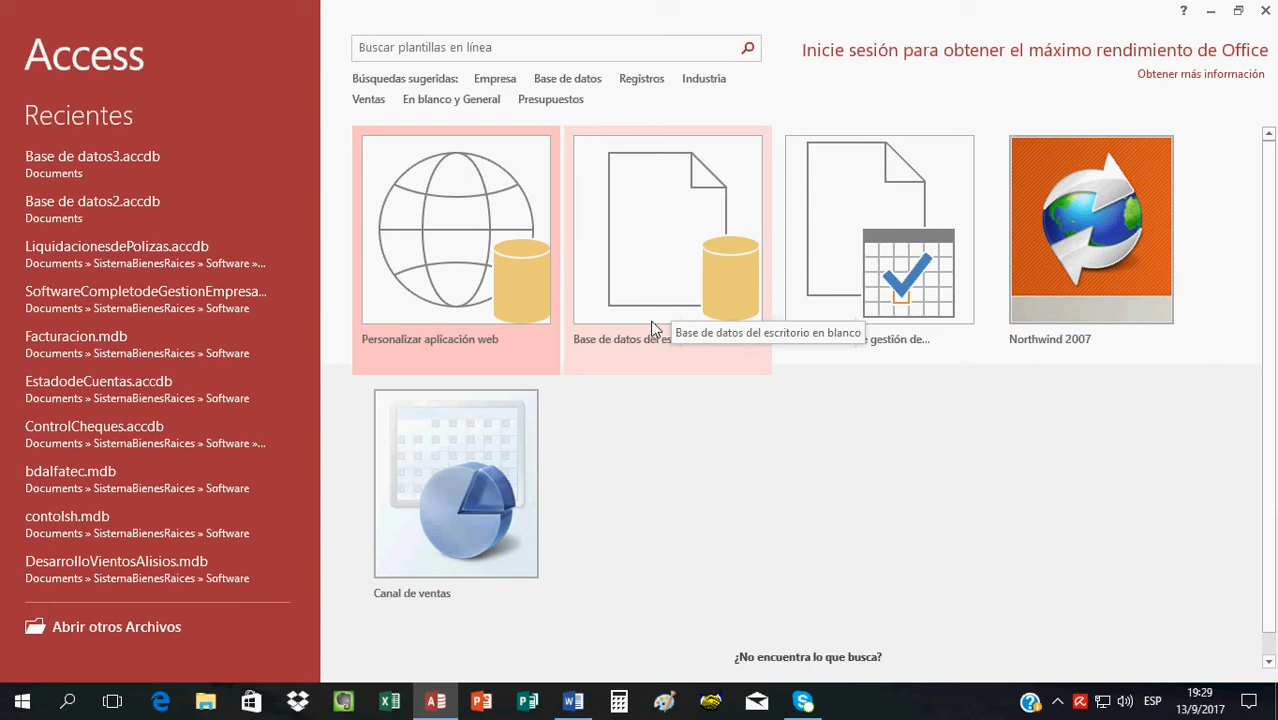 Access
Recientes
Base de datos3.accdb
Documents
Base de datos2.accdb
Documents
LiquidacionesdePolizas.accdb
Documents » SistemaBienesRaices » Software »...
SoftwareCompletodeGestionEmpresa...
Documents » SistemaBienesRaices » Software
Facturacion.mdb
Documents » SistemaBienesRaices » Software
EstadodeCuentas.accdb
Documents » SistemaBienesRaices » Software
ControlCheques.accdb
Documents » SistemaBienesRaices » Software »...
bdalfatec.mdb
Documents » SistemaBienesRaices » Software
contolsh.mdb
Documents » SistemaBienesRaices » Software
DesarrolloVientosAlisios.mdb
Documents » SistemaBienesRaices » Software
Abrir otros Archivos
?
Buscar plantillas en línea
Inicie sesión para obtener el máximo rendimiento de Office
Obtener más información
Búsquedas sugeridas: Empresa Base de datos Registros Industria
Ventas En blanco y General Presupuestos
Personalizar aplicación web
Base de datos del es
Base de datos del escritorio en blanco
e gestión de...
Northwind 2007
Canal de ventas
¿No encuentra lo que busca?
ESP
19:29
13/9/2017